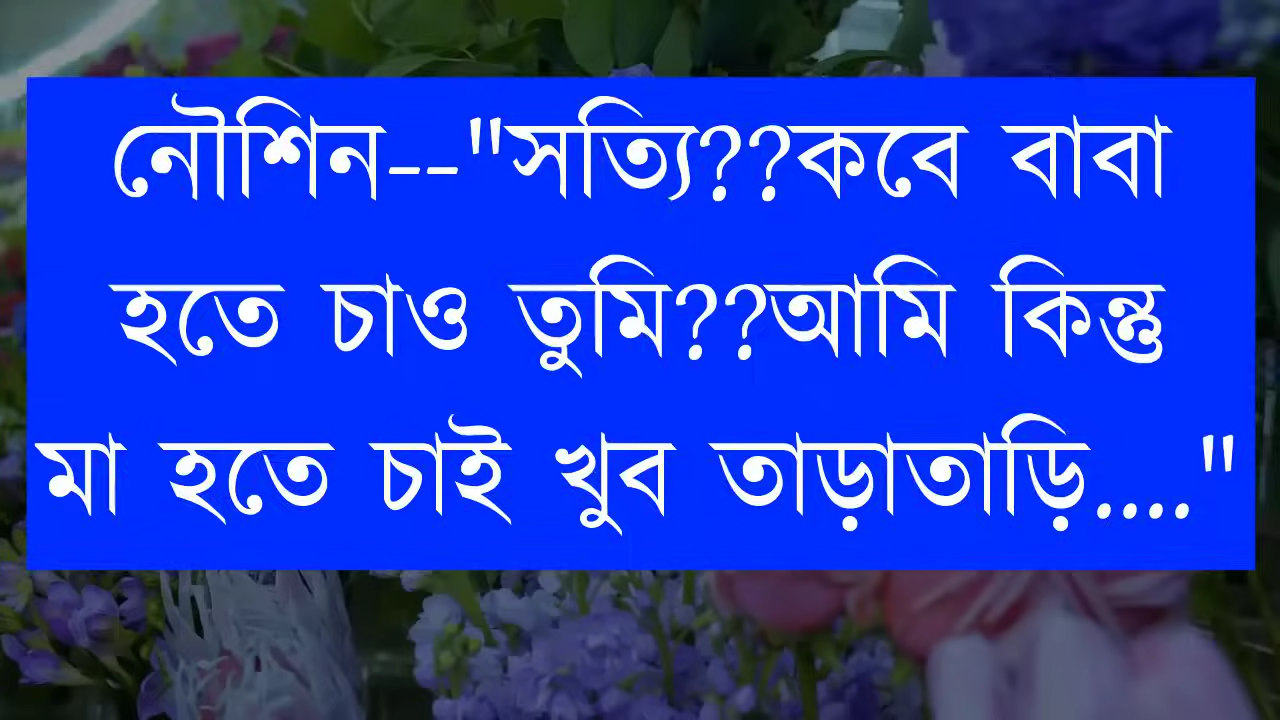 নৌশিন--"সত্যি??কবে বাবা
হতে চাও তুমি??আমি কিন্তু
মা হতে চাই খুব তাড়াতাড়ি...."